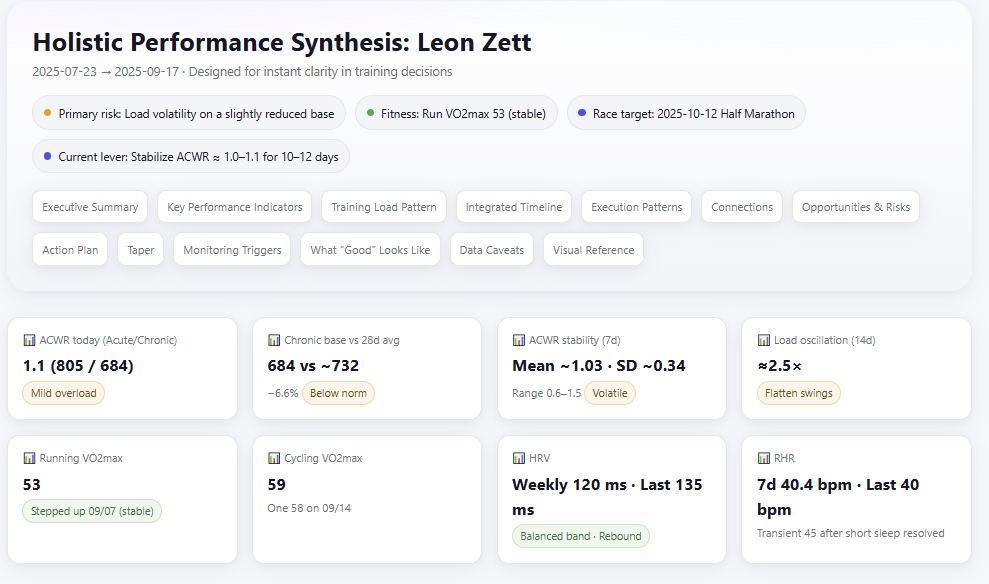 Holistic Performance Synthesis: Leon Zett
2025-07-23 → 2025-09-17 · Designed for instant clarity in training decisions
Primary risk: Load volatility on a slightly reduced base
Fitness: Run VO2max 53 (stable)
Race target: 2025-10-12 Half Marathon
Current lever: Stabilize ACWR ≈ 1.0–1.1 for 10–12 days
Executive Summary
Key Performance Indicators
Training Load Pattern
Integrated Timeline
Execution Patterns
Connections
Opportunities & Risks
Action Plan
Taper
Monitoring Triggers
What “Good” Looks Like
Data Caveats
Visual Reference
ACWR today (Acute/Chronic)
1.1 (805 / 684)
Mild overload
Chronic base vs 28d avg
684 vs ~732
−6.6% Below norm
ACWR stability (7d)
Mean ~1.03 · SD ~0.34
Range 0.6–1.5 Volatile
Load oscillation (14d)
≈2.5×
Flatten swings
Running VO2max
53
Stepped up 09/07 (stable)
Cycling VO2max
59
One 58 on 09/14
HRV
Weekly 120 ms · Last 135
ms
Balanced band · Rebound
RHR
7d 40.4 bpm · Last 40
bpm
Transient 45 after short sleep resolved